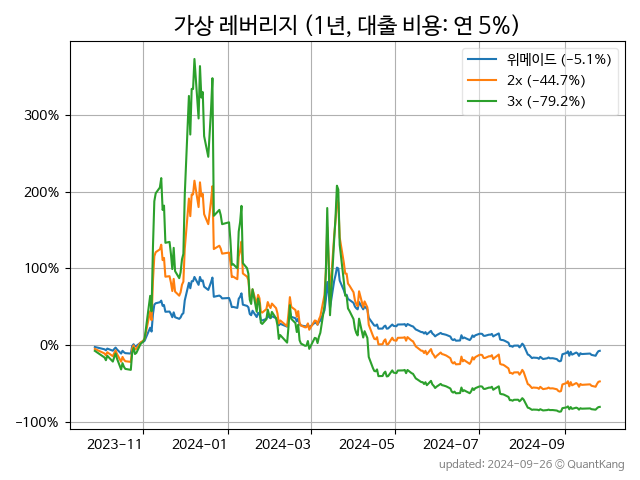 가상 레버리지 (1년, 대출 비용: 연 5%)
위메이드 (-5.1%)
2x (-44.7%)
3x (-79.2%)
300%
200%
100%
0%
-100%
2023-11 2024-01 2024-03 2024-05 2024-07 2024-09
updated: 2024-09-26 © QuantKang